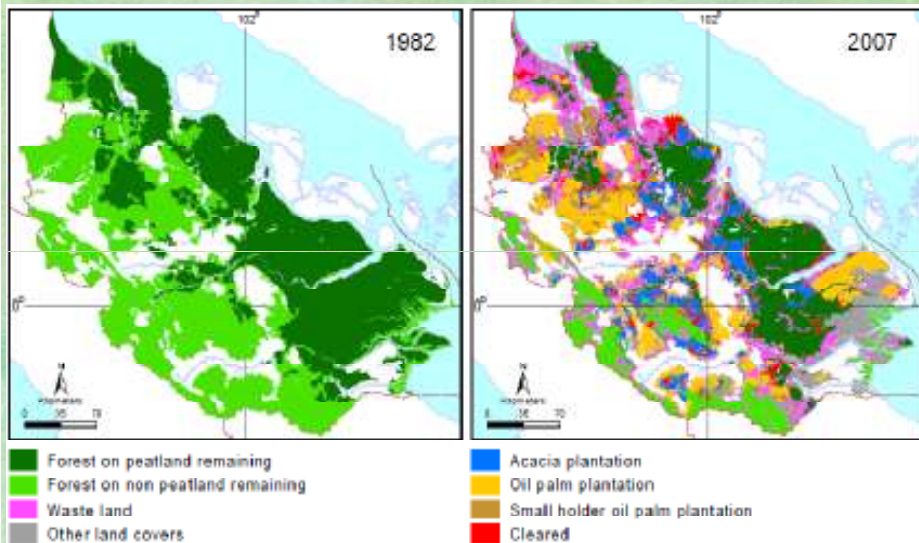 102°
1982
0°
N
Kilometers
0 35 70
102°
2007
N
Kilometers
0 35 70
Forest on peatland remaining
Forest on non peatland remaining
Waste land
Other land covers
Acacia plantation
Oil palm plantation
Small holder oil palm plantation
Cleared